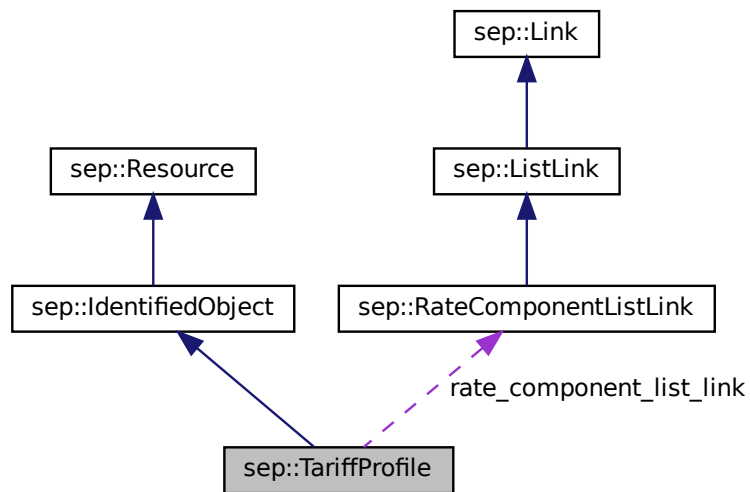 sep::Link
sep::Resource
sep::ListLink
sep::IdentifiedObject
sep::RateComponentListLink
rate_component_list_link
sep::TariffProfile